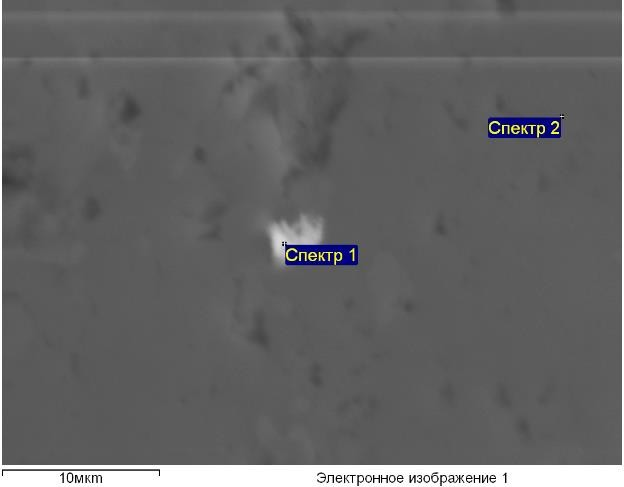 Спектр 2
Спектр 1
10мкm
Электронное изображение 1